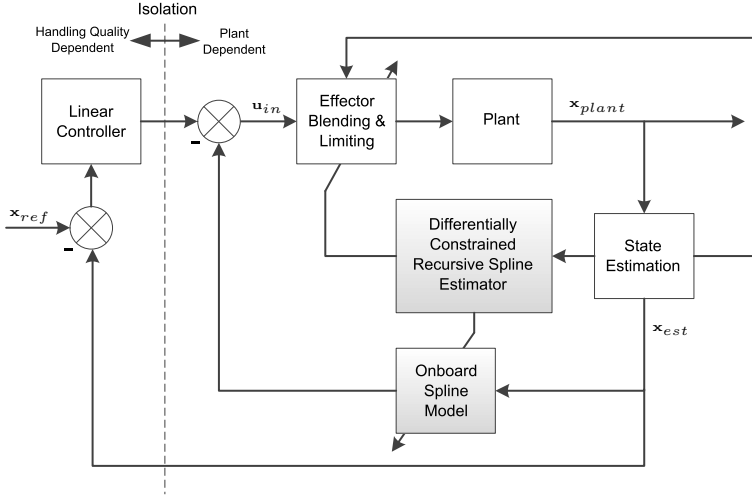 Isolation
Handling Quality
Dependent
Plant
Dependent
Linear
Controller
u_in
Effector
Blending &
Limiting
Plant
x_plant
-
x_ref
-
Differentially
Constrained
Recursive Spline
Estimator
State
Estimation
x_est
Onboard
Spline
Model